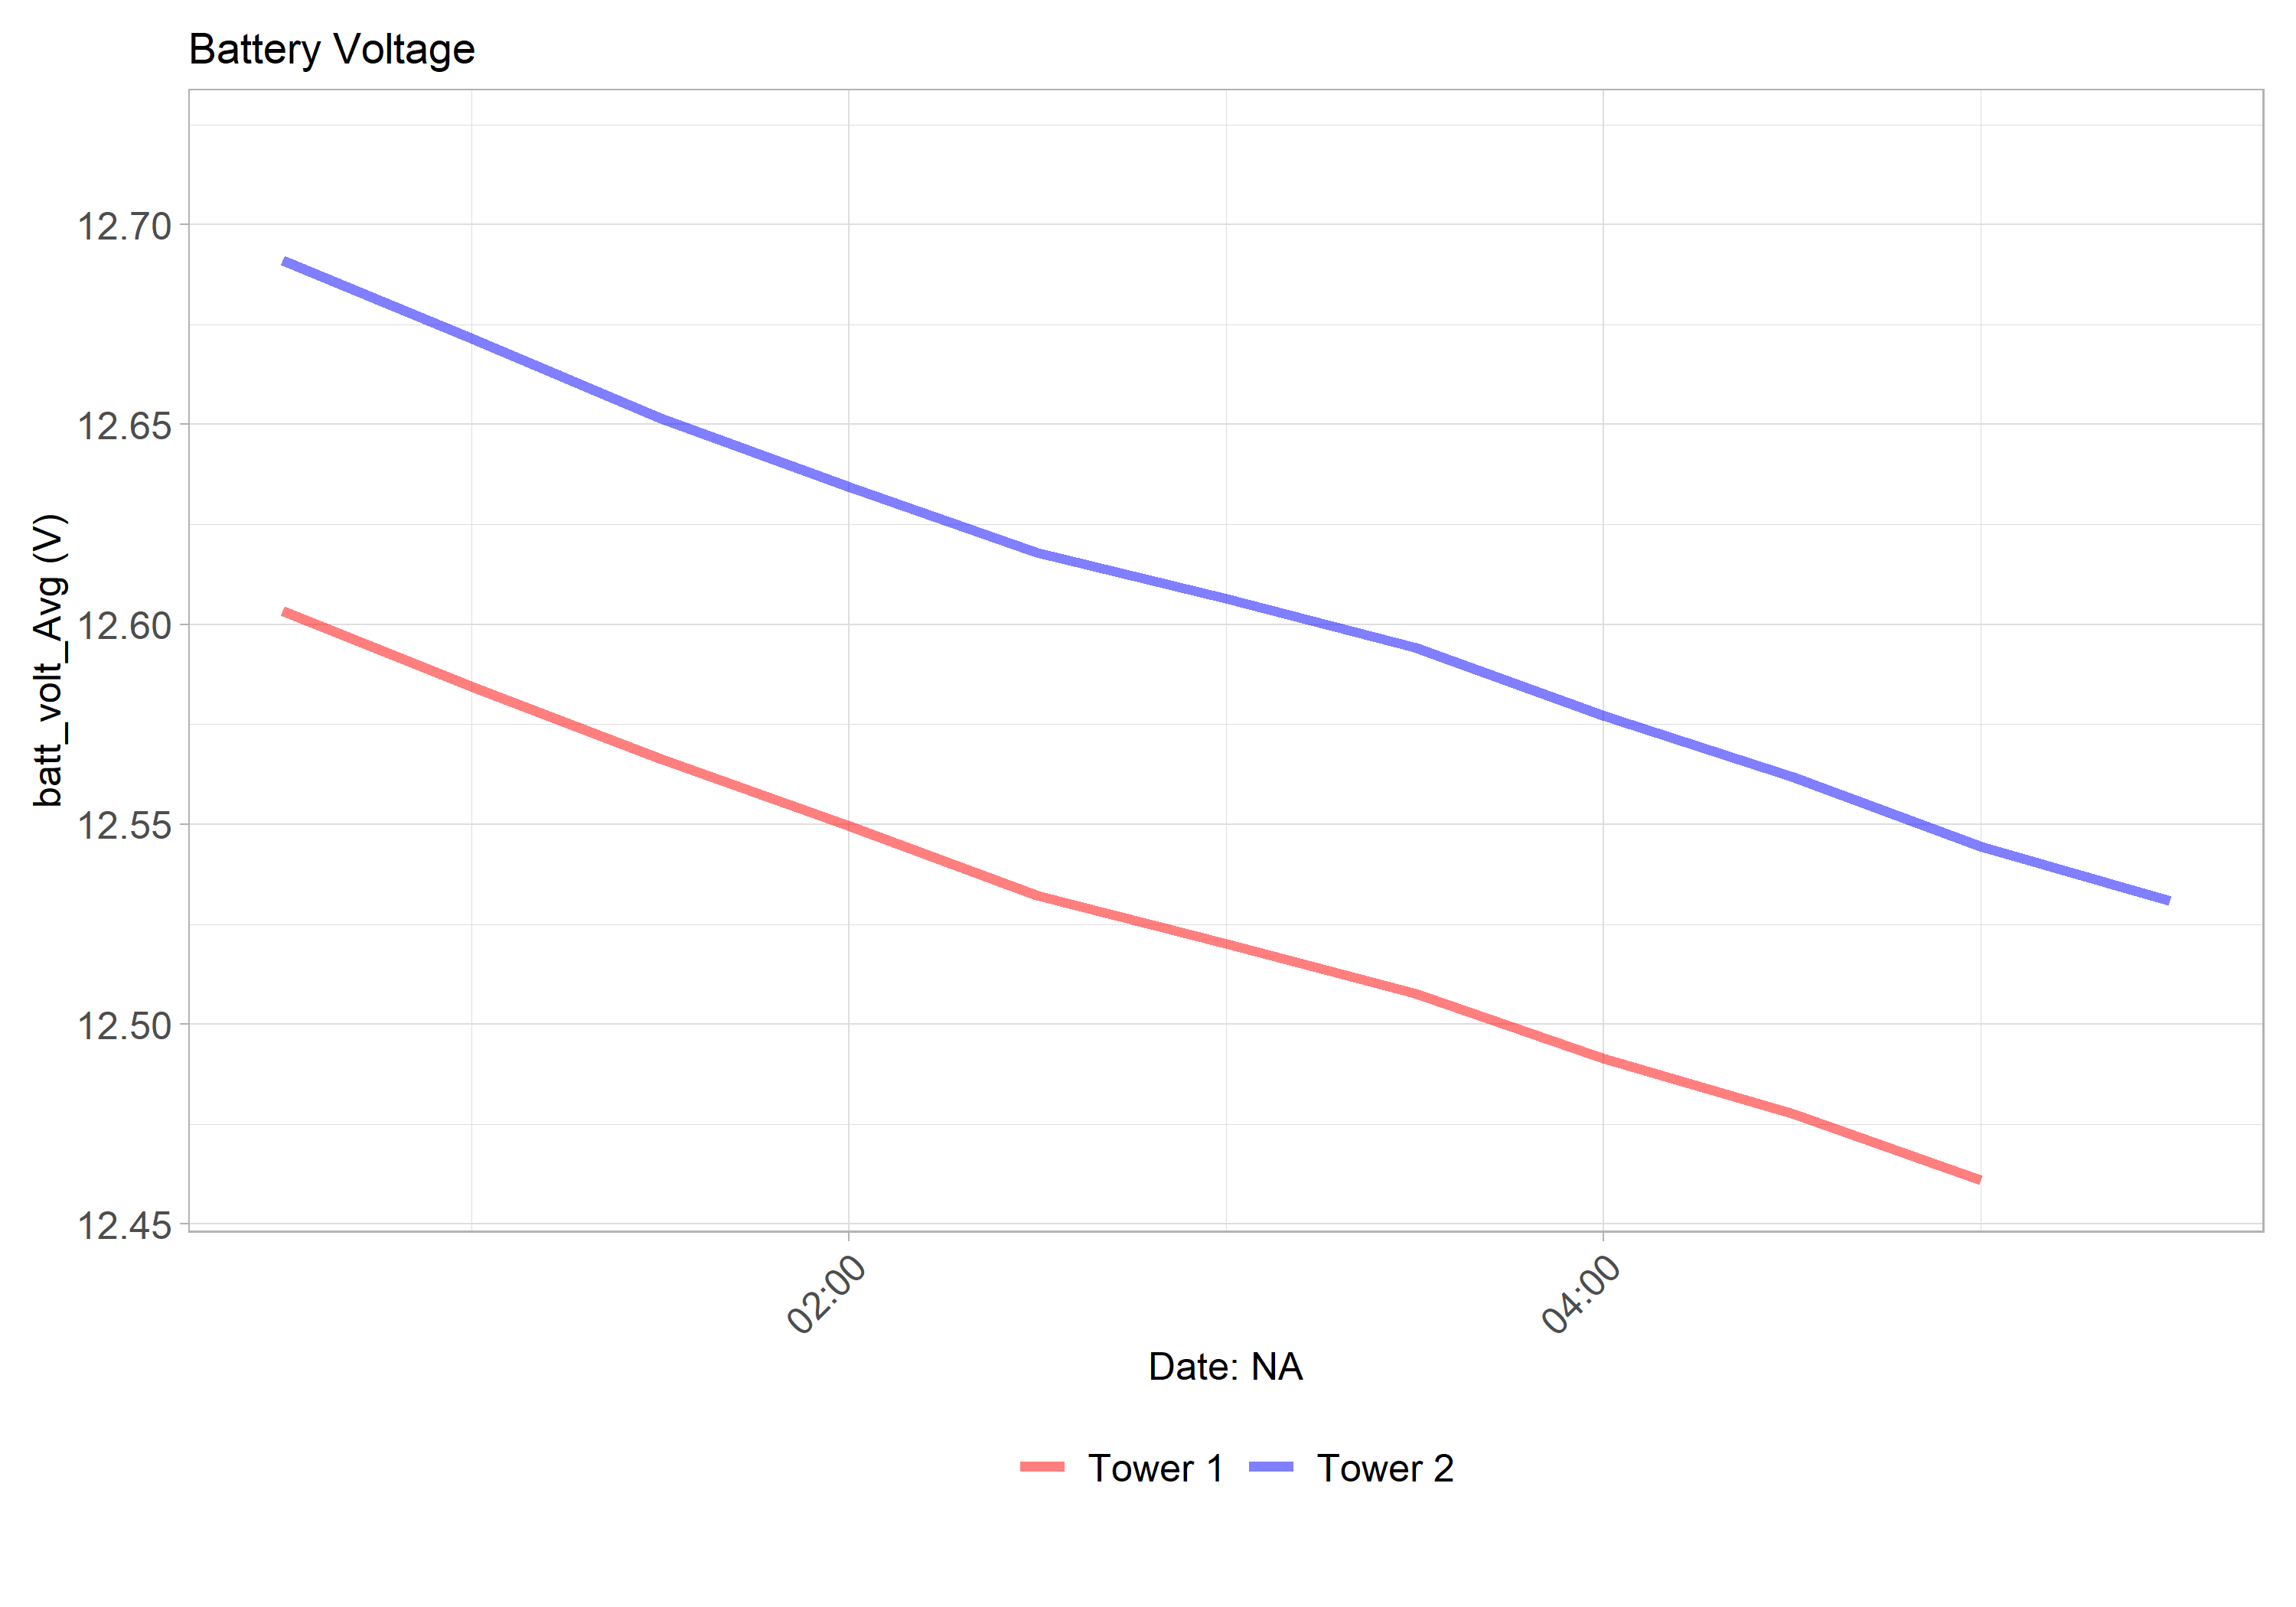 Battery Voltage
batt_volt_Avg (V)
12.70
12.65
12.60
12.55
12.50
12.45
02:00
04:00
Date: NA
Tower 1
Tower 2